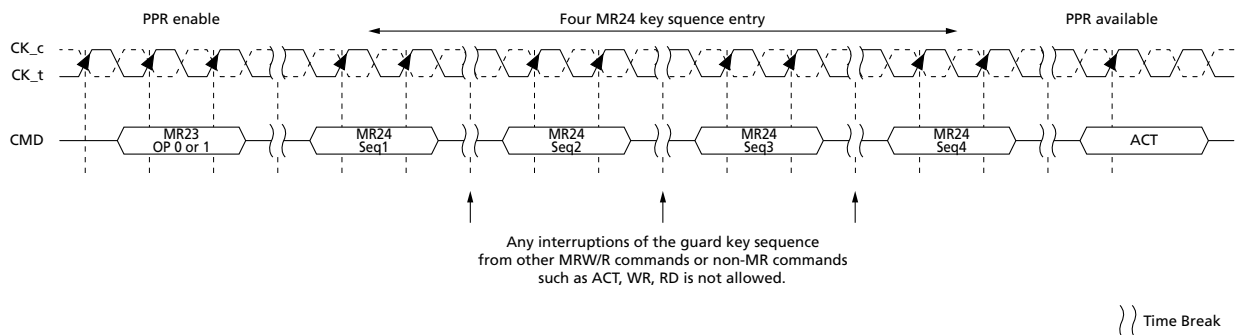 PPR enable
Four MR24 key squence entry
PPR available
CK_c
CK_t
CMD
MR23
OP 0 or 1
MR24
Seq1
MR24
Seq2
MR24
Seq3
MR24
Seq4
ACT
Any interruptions of the guard key sequence
from other MRW/R commands or non-MR commands
such as ACT, WR, RD is not allowed.
Time Break